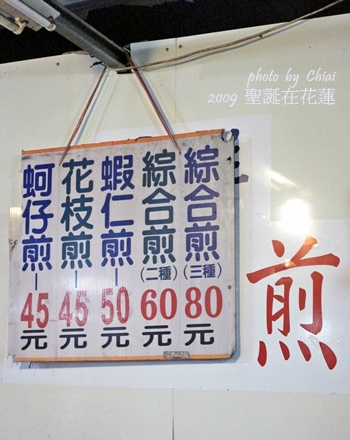 photo by Chiai
2009 聖誕在花蓮
綜合煎(三種)80元
綜合煎(二種)60元
蝦仁煎-50元
花枝煎-45元
蚵仔煎-45元
煎